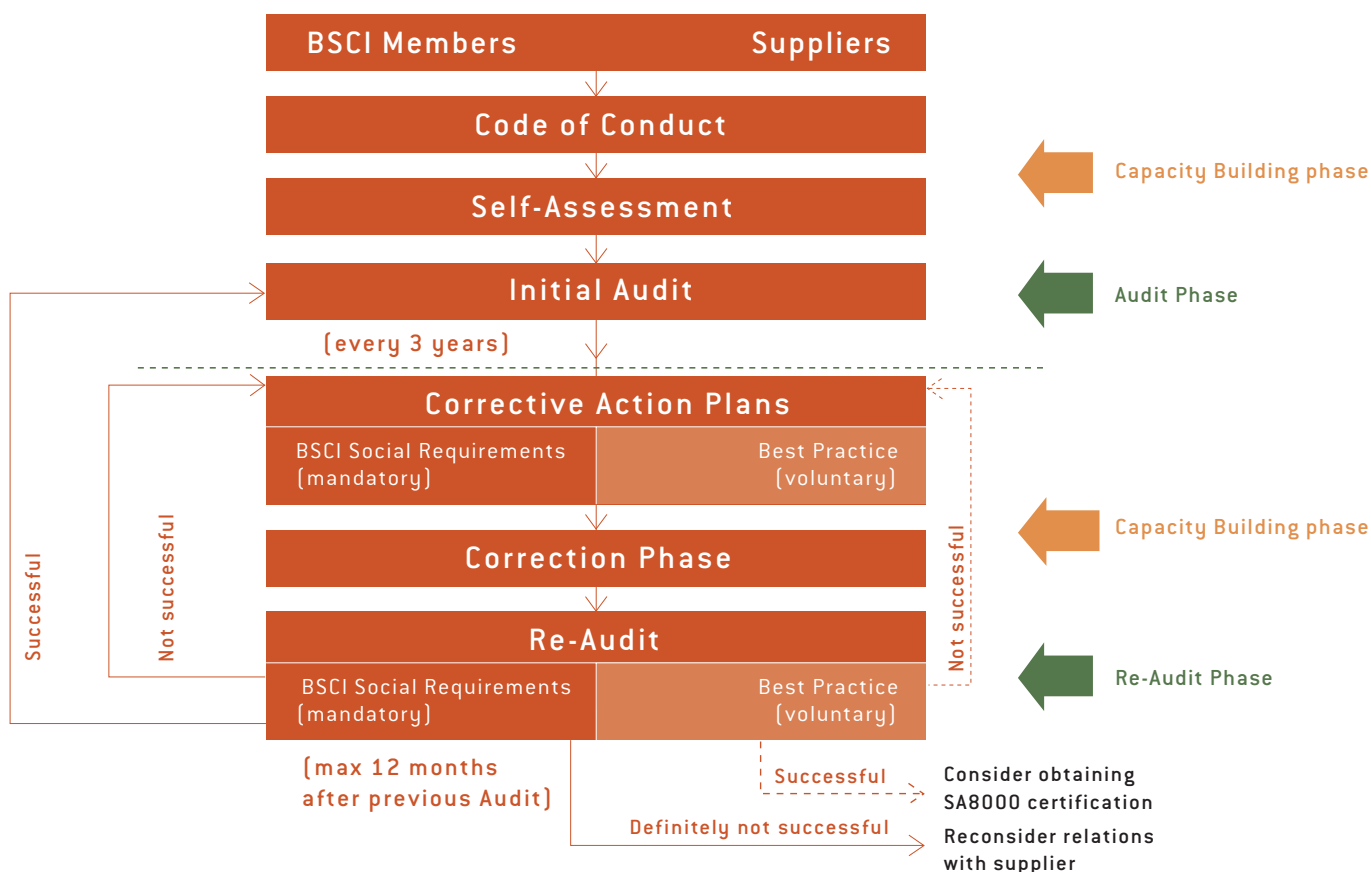 BSCI Members Suppliers
Code of Conduct
Capacity Building phase
Self-Assessment
Initial Audit
Audit Phase
(every 3 years)
Corrective Action Plans
BSCI Social Requirements
(mandatory)
Best Practice
(voluntary)
Capacity Building phase
Correction Phase
Successful
Not successful
Not successful
Re-Audit
BSCI Social Requirements
(mandatory)
Best Practice
(voluntary)
Re-Audit Phase
(max 12 months
after previous Audit)
Successful
Consider obtaining
SA8000 certification
Definitely not successful
Reconsider relations
with supplier